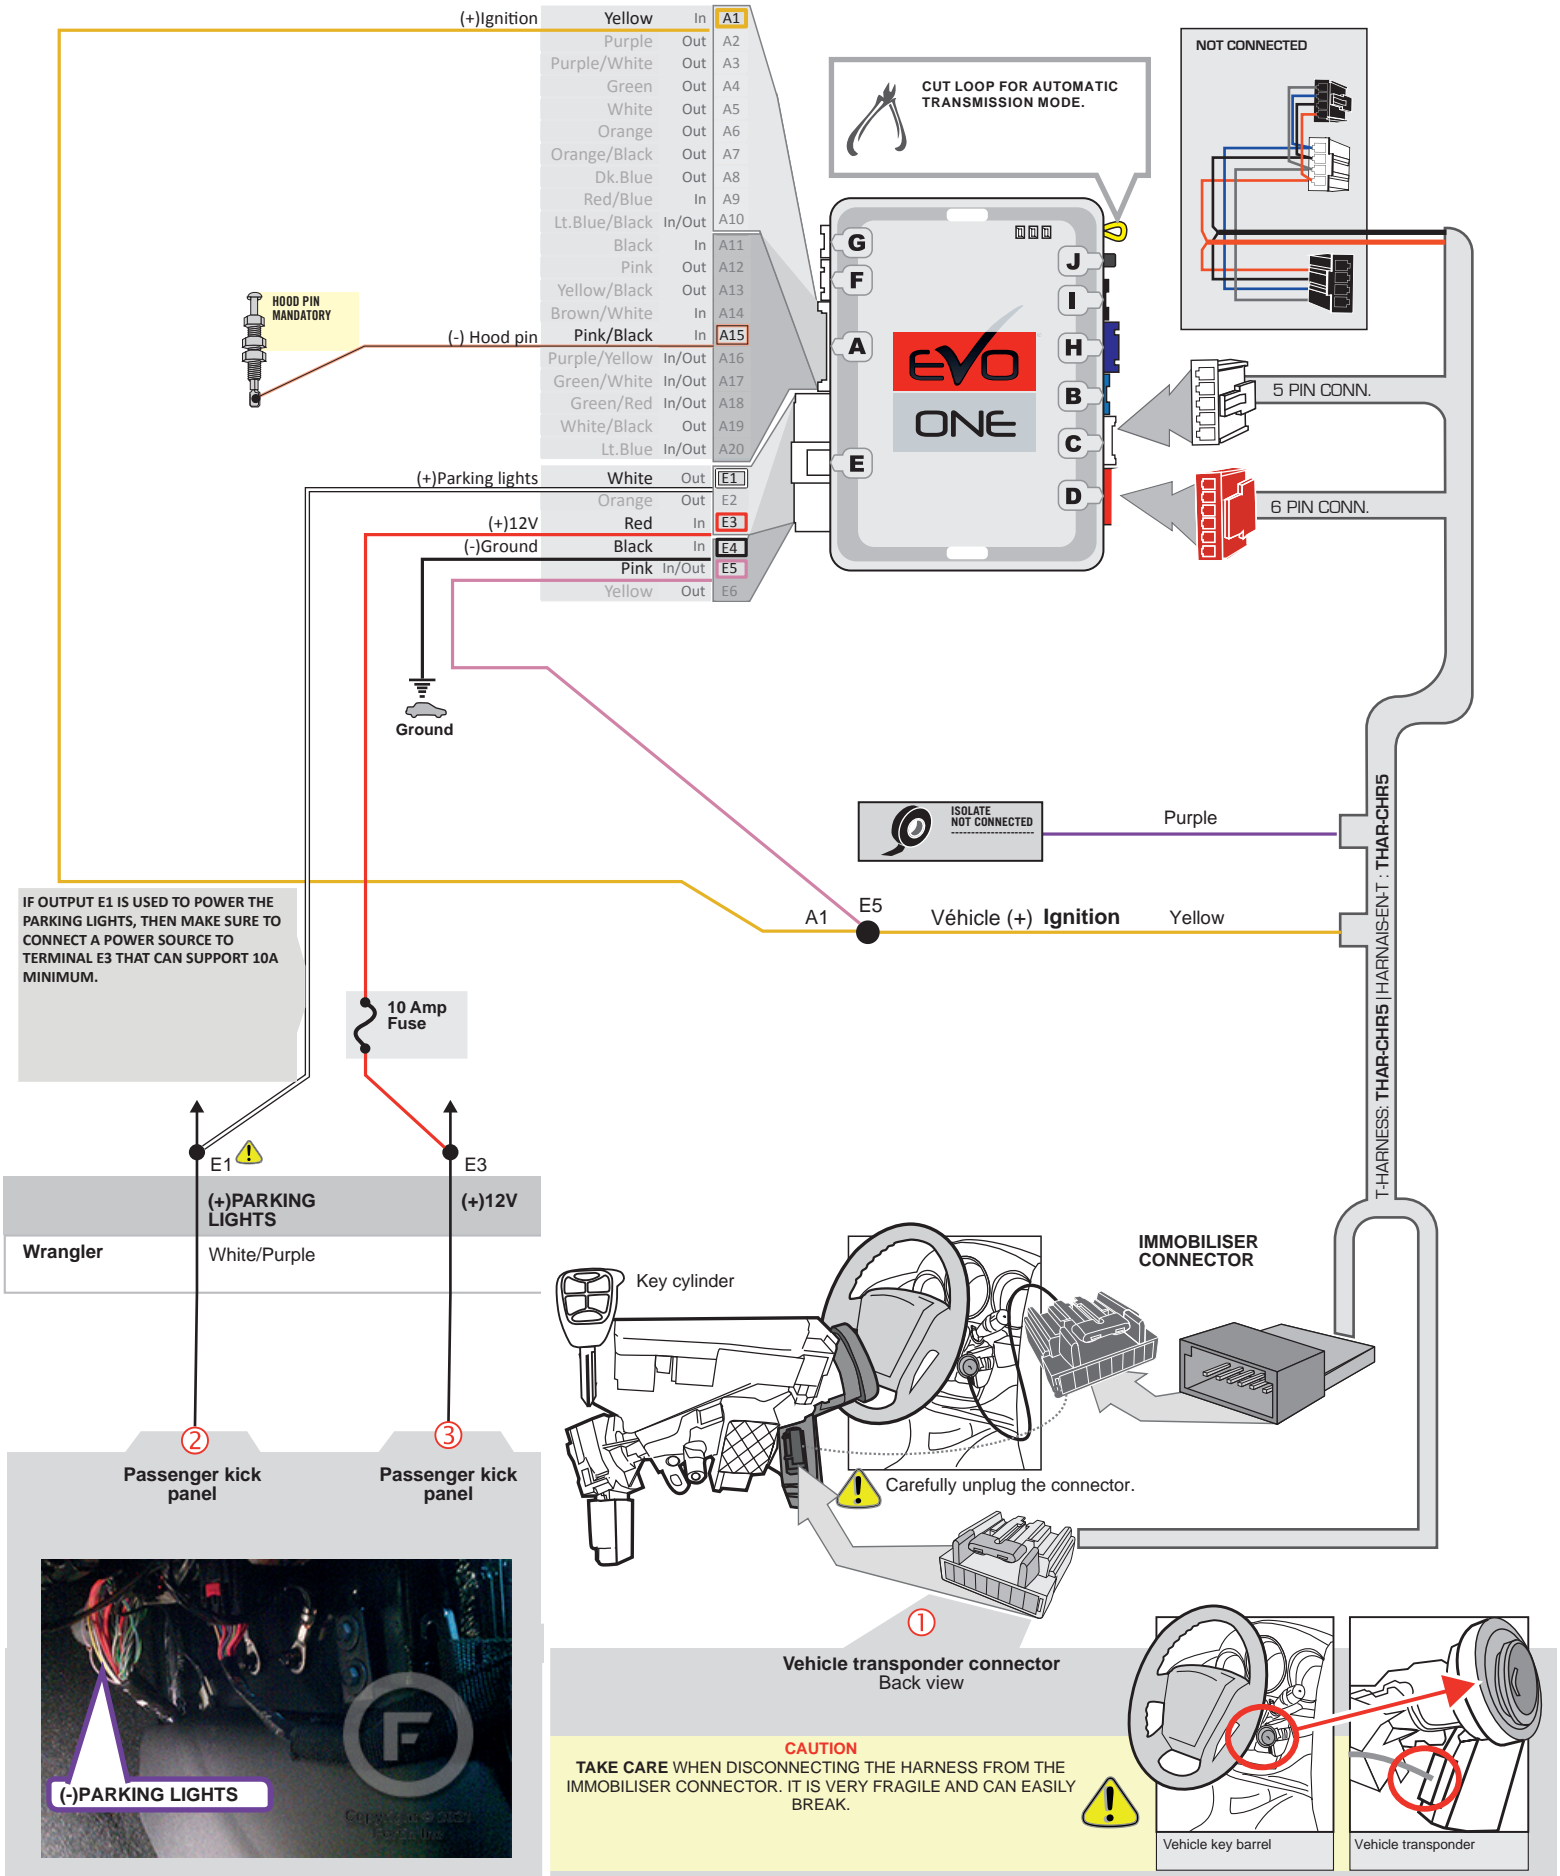 (+)Ignition Yellow In A1
Purple Out A2
Purple/White Out A3
Green Out A4
White Out A5
Orange Out A6
Orange/Black Out A7
Dk.Blue Out A8
Red/Blue In A9
Lt.Blue/Black In/Out A10
Black In A11
Pink Out A12
Yellow/Black Out A13
Brown/White In A14
(-) Hood pin Pink/Black In A15
Purple/Yellow In/Out A16
Green/White In/Out A17
Green/Red In/Out A18
White/Black Out A19
Lt.Blue In/Out A20
(+)Parking lights White Out E1
Orange Out E2
(+)12V Red In E3
(-)Ground Black In E4
Pink In/Out E5
Yellow Out E6
HOOD PIN
MANDATORY
CUT LOOP FOR AUTOMATIC
TRANSMISSION MODE.
NOT CONNECTED
G
F
A
E
J
I
H
B
C
D
EVO
ONE
5 PIN CONN.
6 PIN CONN.
Ground
ISOLATE
NOT CONNECTED
Purple
A1
E5
Véhicle (+) Ignition
Yellow
T-HARNESS: THAR-CHR5 | HARNAIS-EN-T : THAR-CHR5
IF OUTPUT E1 IS USED TO POWER THE
PARKING LIGHTS, THEN MAKE SURE TO
CONNECT A POWER SOURCE TO
TERMINAL E3 THAT CAN SUPPORT 10A
MINIMUM.
10 Amp
Fuse
E1
E3
(+)PARKING
LIGHTS
(+)12V
Wrangler
White/Purple
2
Passenger kick
panel
3
Passenger kick
panel
(-)PARKING LIGHTS
F
Key cylinder
IMMOBILISER
CONNECTOR
Carefully unplug the connector.
1
Vehicle transponder connector
Back view
CAUTION
TAKE CARE WHEN DISCONNECTING THE HARNESS FROM THE
IMMOBILISER CONNECTOR. IT IS VERY FRAGILE AND CAN EASILY
BREAK.
Vehicle key barrel
Vehicle transponder